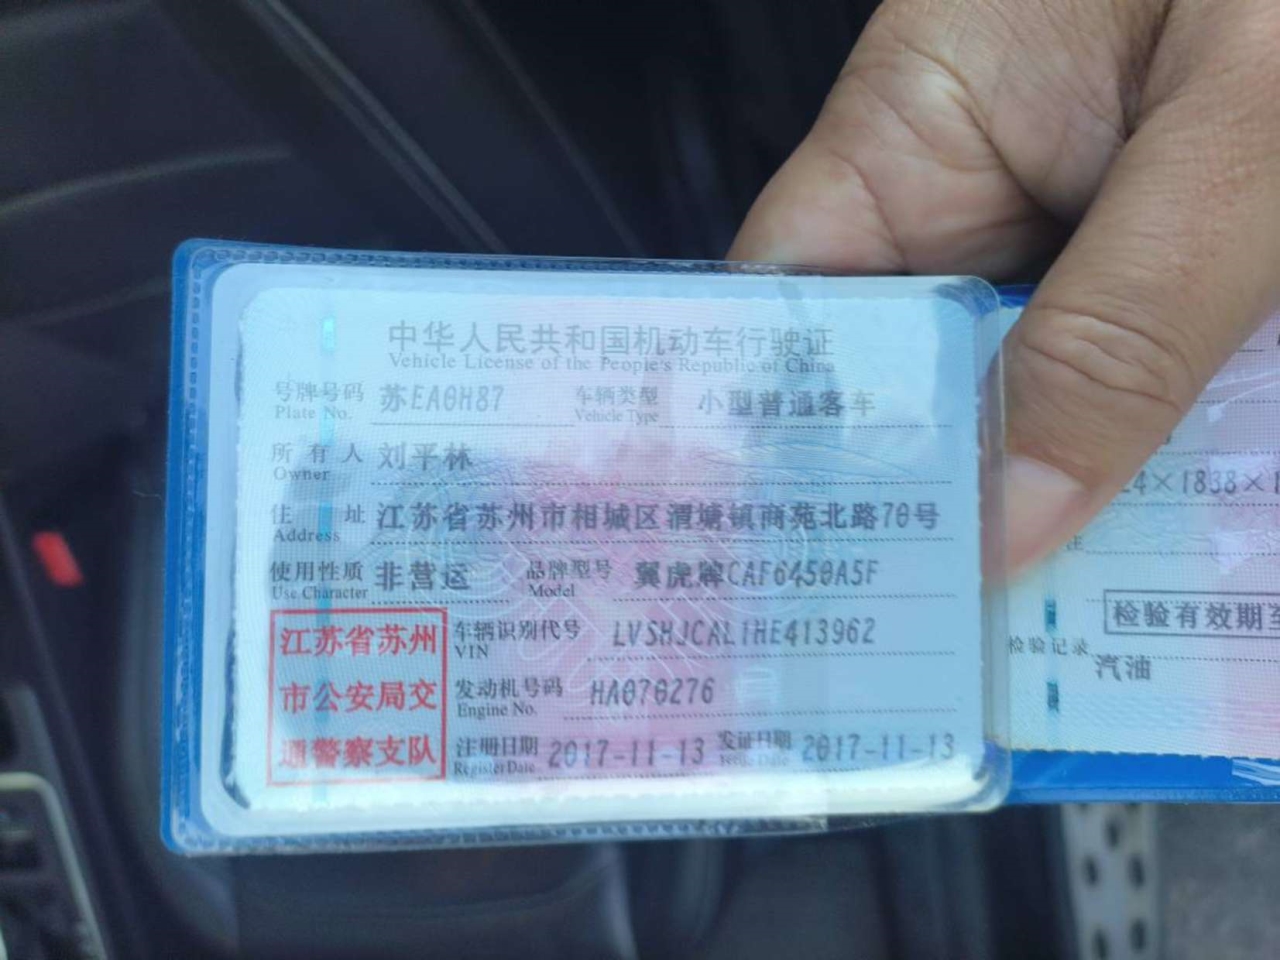 中华人民共和国机动车行驶证
Vehicle License of the People's Republic of China
号牌号码 苏EA0H87 车辆类型 小型普通客车
Plate No. Vehicle Type
所有人 刘平林
Owner
住址 江苏省苏州市相城区渭塘镇商苑北路70号
Address
使用性质 非营运 品牌型号 翼虎牌CAF6450A5F
Use Character Model
江苏省苏州
市公安局交
通警察支队
车辆识别代号 LVSHJCAL1HE413962
VIN
发动机号码 HA070276
Engine No.
注册日期 2017-11-13 发证日期 2017-11-13
Register Date Issue Date
4×1838×1
注
检验有效期至
检验记录
汽油